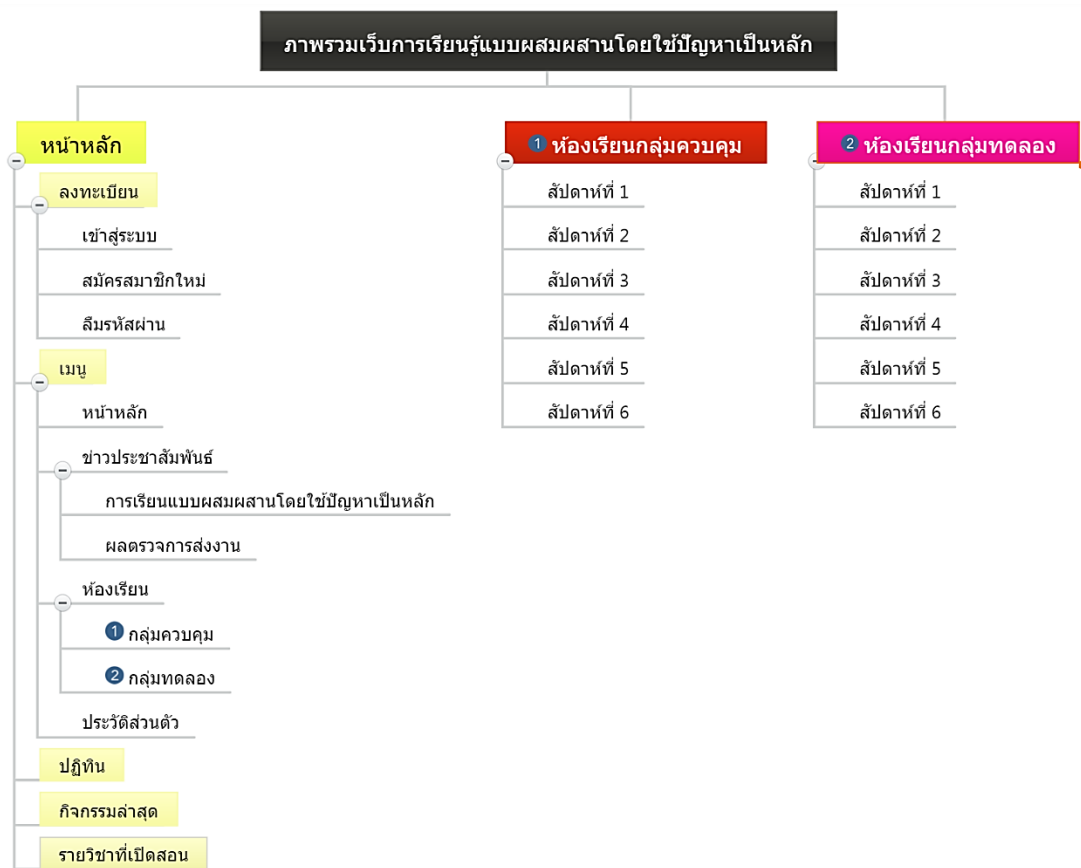 ภาพรวมเว็บการเรียนรู้แบบผสมผสานโดยใช้ปัญหาเป็นหลัก
หน้าหลัก
ลงทะเบียน
เข้าสู่ระบบ
สมัครสมาชิกใหม่
ลืมรหัสผ่าน
เมนู
หน้าหลัก
ข่าวประชาสัมพันธ์
การเรียนแบบผสมผสานโดยใช้ปัญหาเป็นหลัก
ผลตรวจการส่งงาน
ห้องเรียน
1 กลุ่มควบคุม
2 กลุ่มทดลอง
ประวัติส่วนตัว
ปฏิทิน
กิจกรรมล่าสุด
รายวิชาที่เปิดสอน
1 ห้องเรียนกลุ่มควบคุม
สัปดาห์ที่ 1
สัปดาห์ที่ 2
สัปดาห์ที่ 3
สัปดาห์ที่ 4
สัปดาห์ที่ 5
สัปดาห์ที่ 6
2 ห้องเรียนกลุ่มทดลอง
สัปดาห์ที่ 1
สัปดาห์ที่ 2
สัปดาห์ที่ 3
สัปดาห์ที่ 4
สัปดาห์ที่ 5
สัปดาห์ที่ 6